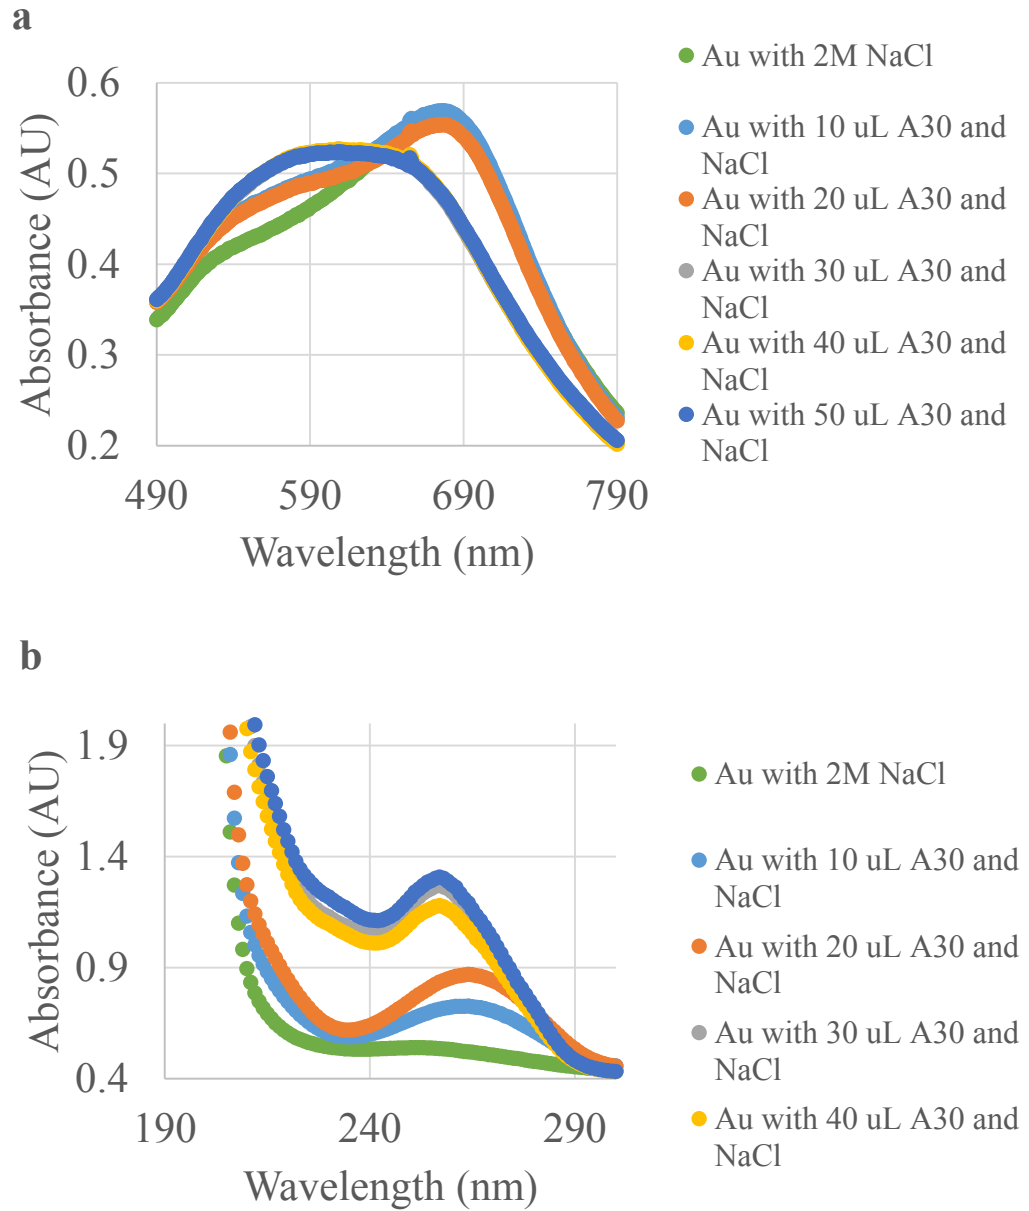 a
0.6
0.5
0.4
0.3
0.2
490
590
690
790
Absorbance (AU)
Wavelength (nm)
Au with 2M NaCl
Au with 10 uL A30 and
NaCl
Au with 20 uL A30 and
NaCl
Au with 30 uL A30 and
NaCl
Au with 40 uL A30 and
NaCl
Au with 50 uL A30 and
NaCl
b
1.9
1.4
0.9
0.4
190
240
290
Absorbance (AU)
Wavelength (nm)
Au with 2M NaCl
Au with 10 uL A30 and
NaCl
Au with 20 uL A30 and
NaCl
Au with 30 uL A30 and
NaCl
Au with 40 uL A30 and
NaCl